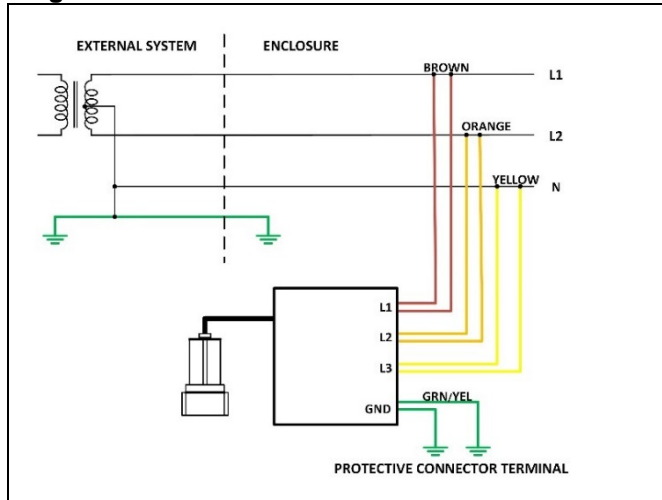 EXTERNAL SYSTEM
ENCLOSURE
BROWN
L1
ORANGE
L2
YELLOW
N
L1
L2
L3
GRN/YEL
GND
PROTECTIVE CONNECTOR TERMINAL